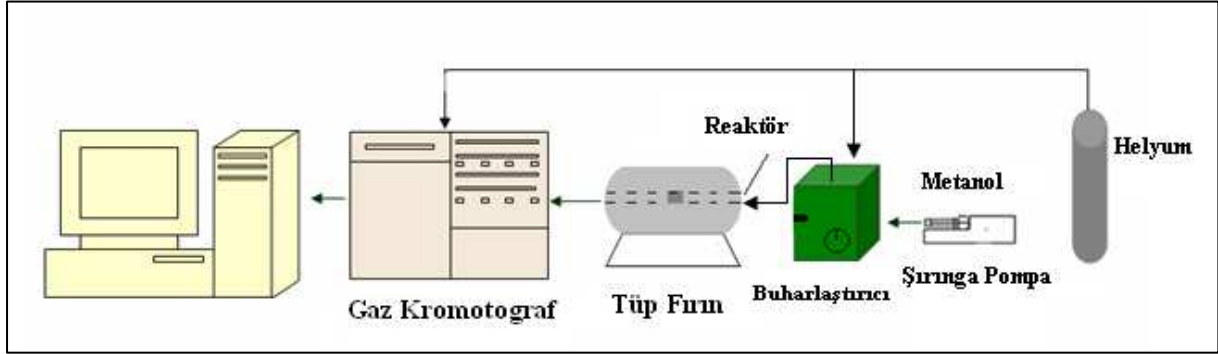 Reaktör
Helyum
Metanol
Şırınga Pompa
Buharlaştırıcı
Tüp Fırın
Gaz Kromotograf